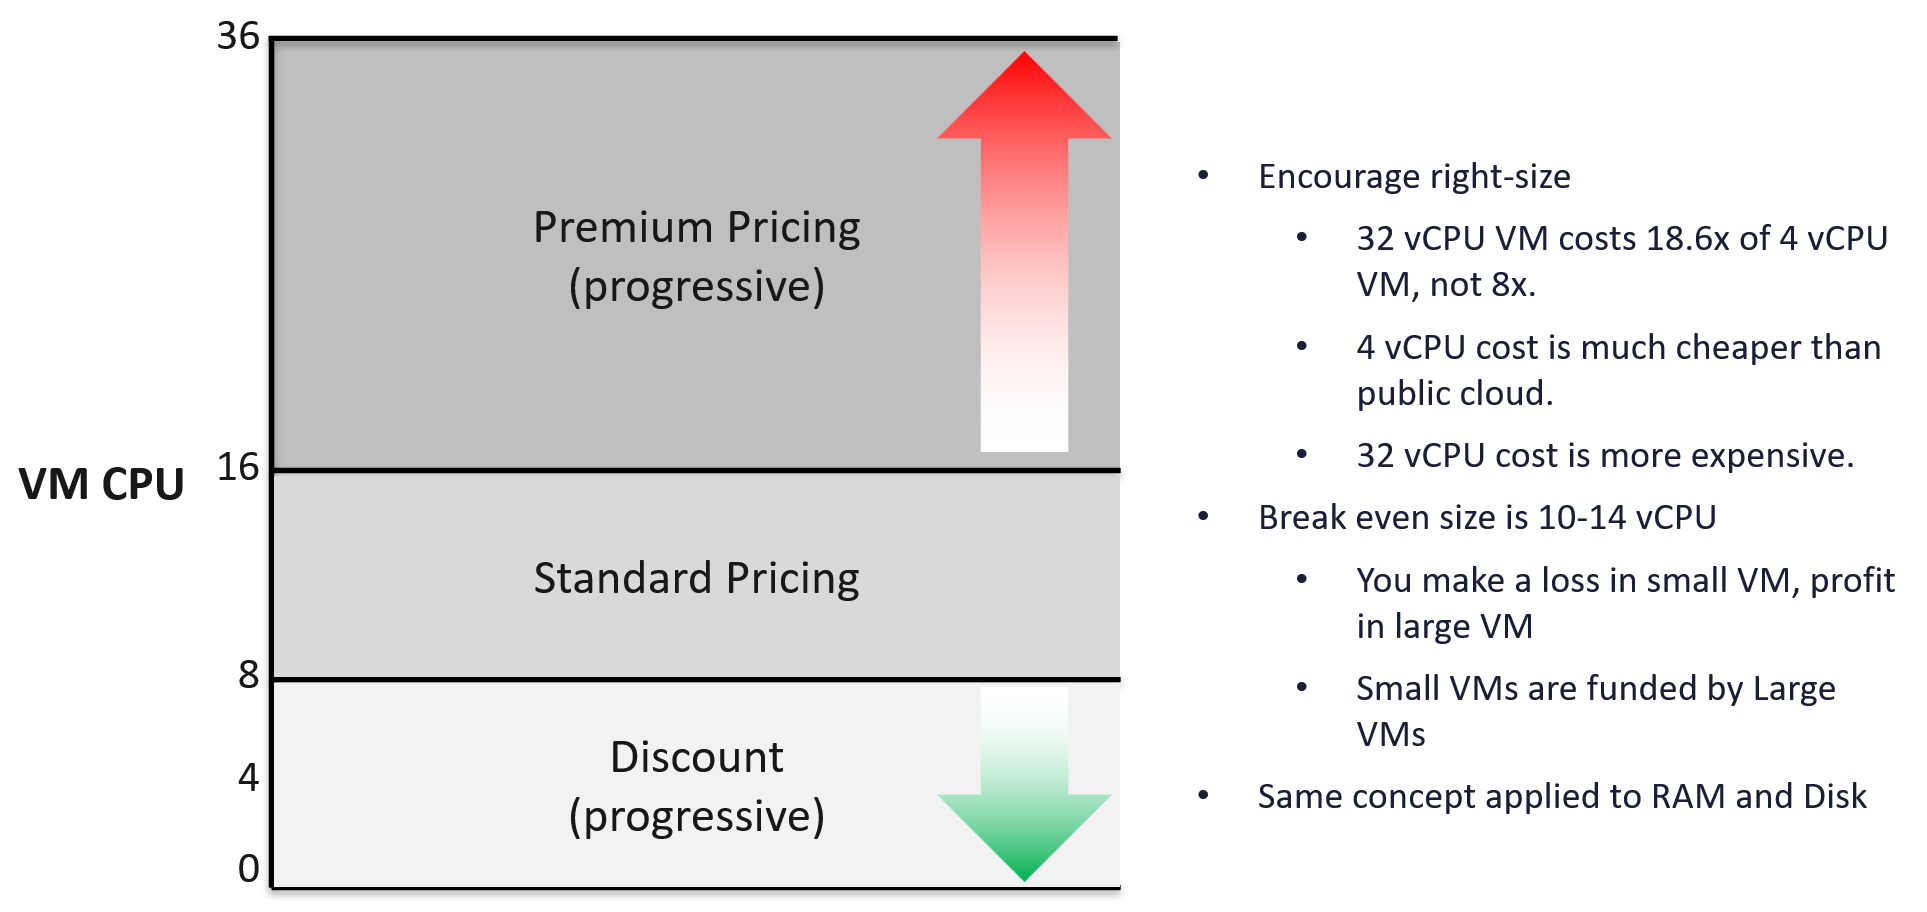 36
Premium Pricing
(progressive)
VM CPU
16
Standard Pricing
8
Discount
(progressive)
4
0
• Encourage right-size
• 32 vCPU VM costs 18.6x of 4 vCPU
VM, not 8x.
• 4 vCPU cost is much cheaper than
public cloud.
• 32 vCPU cost is more expensive.
• Break even size is 10-14 vCPU
• You make a loss in small VM, profit
in large VM
• Small VMs are funded by Large
VMs
• Same concept applied to RAM and Disk